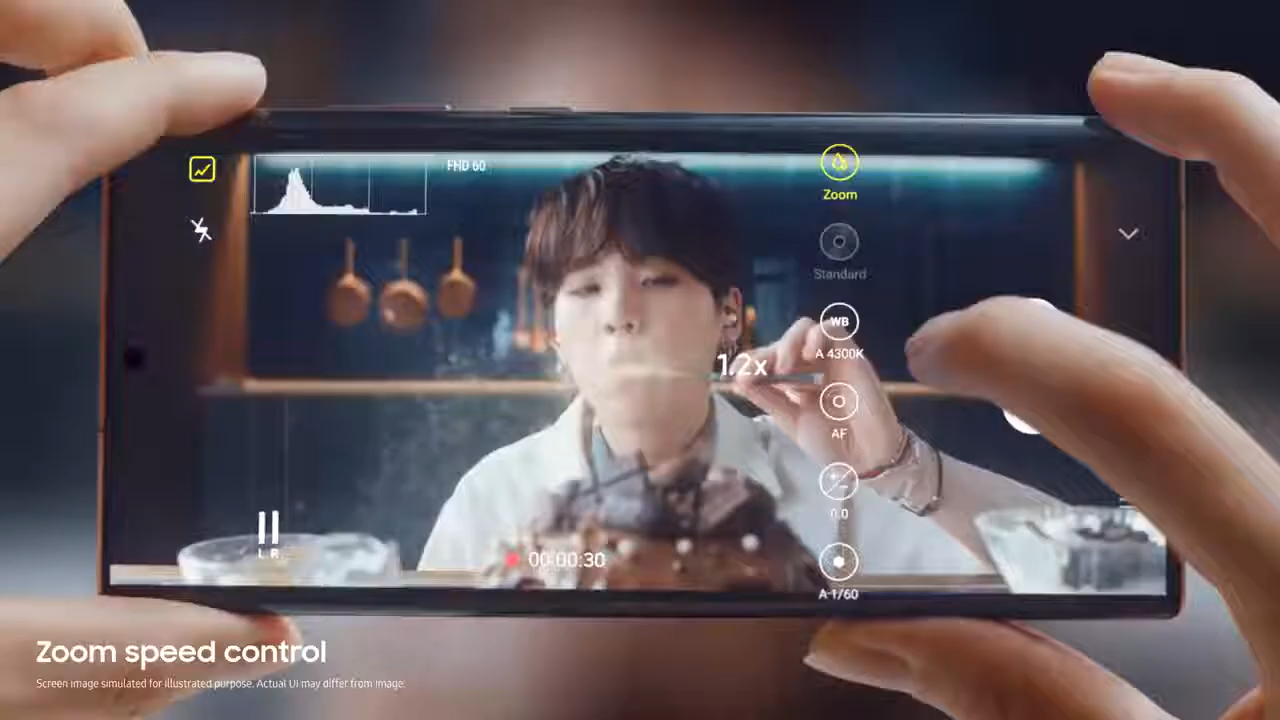 FHD 60
Zoom
Standard
WB
A 4300K
1.2x
AF
0.0
L R
00:00:30
A 1/60
Zoom speed control
Screen image simulated for illustrated purpose. Actual UI may differ from image.